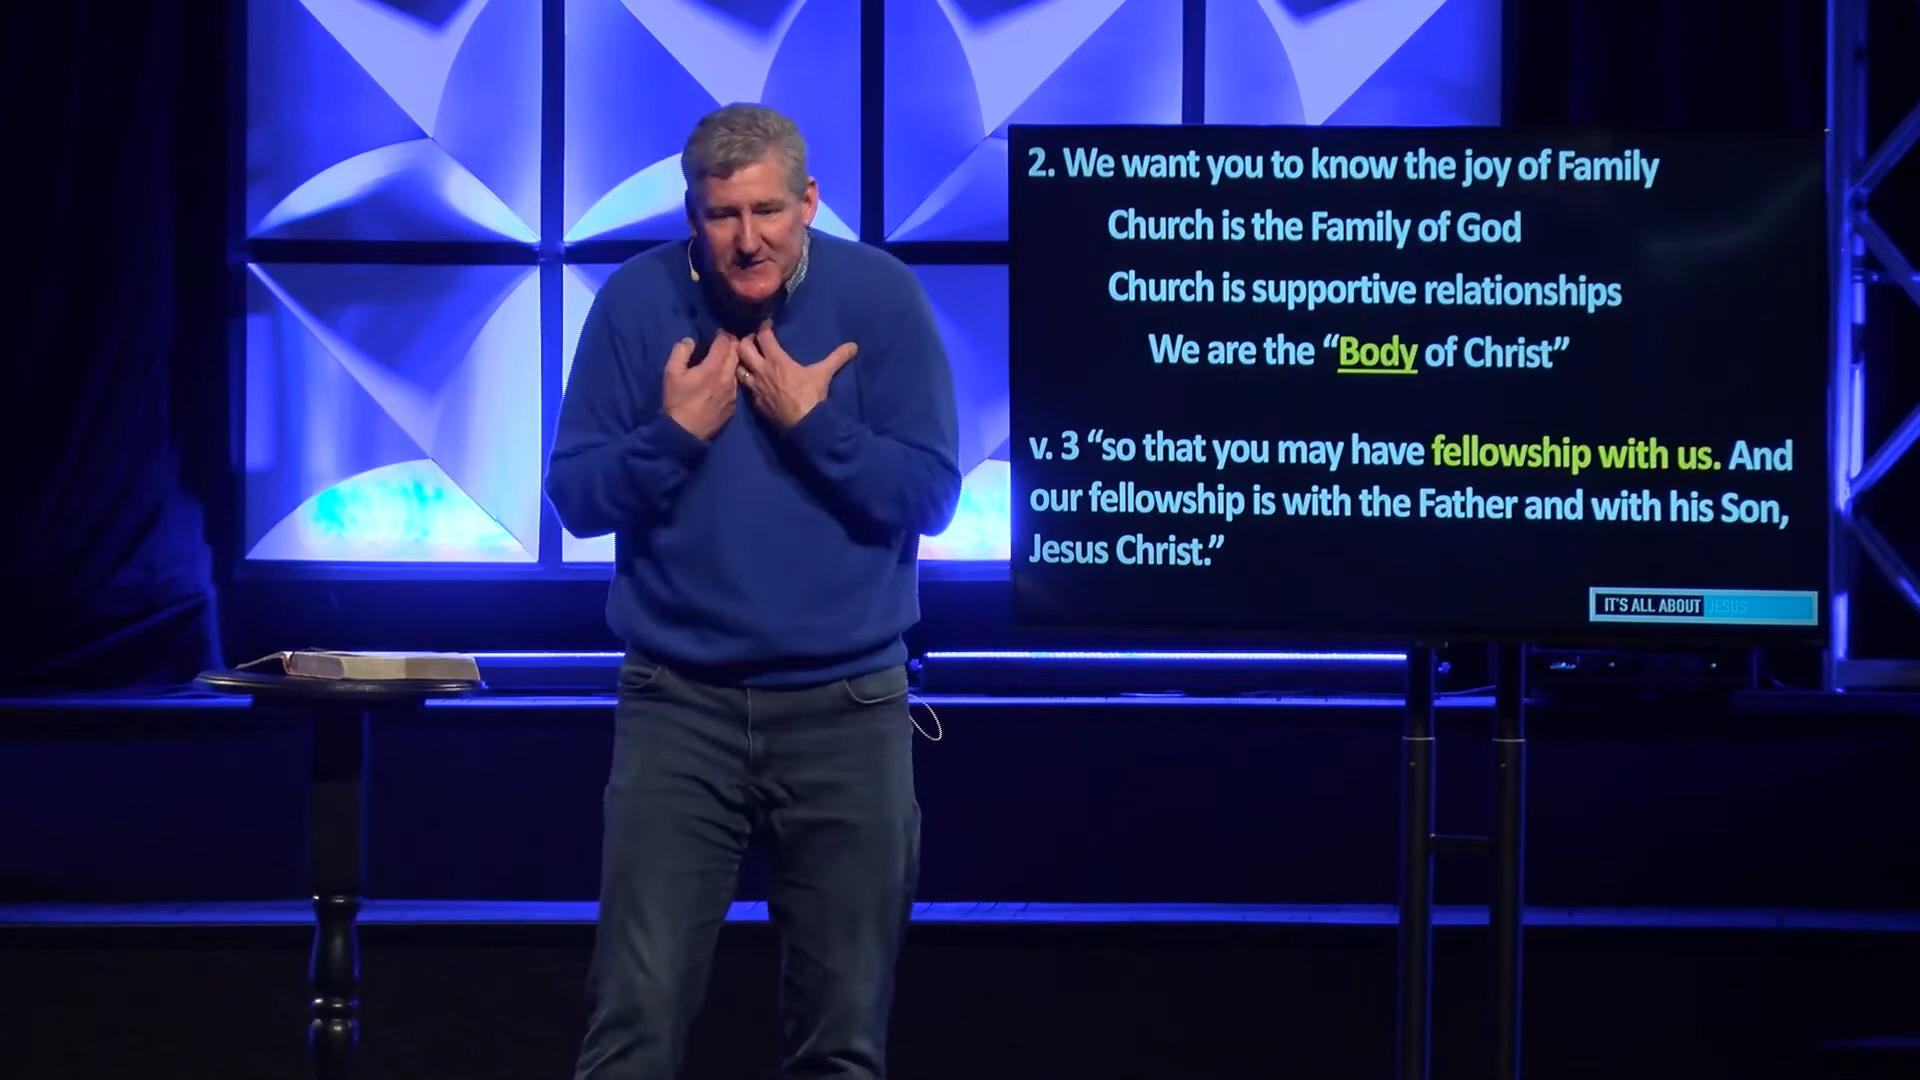 2. We want you to know the joy of Family
Church is the Family of God
Church is supportive relationships
We are the “Body of Christ”
v. 3 “so that you may have fellowship with us. And
our fellowship is with the Father and with his Son,
Jesus Christ.”
IT'S ALL ABOUT JESUS